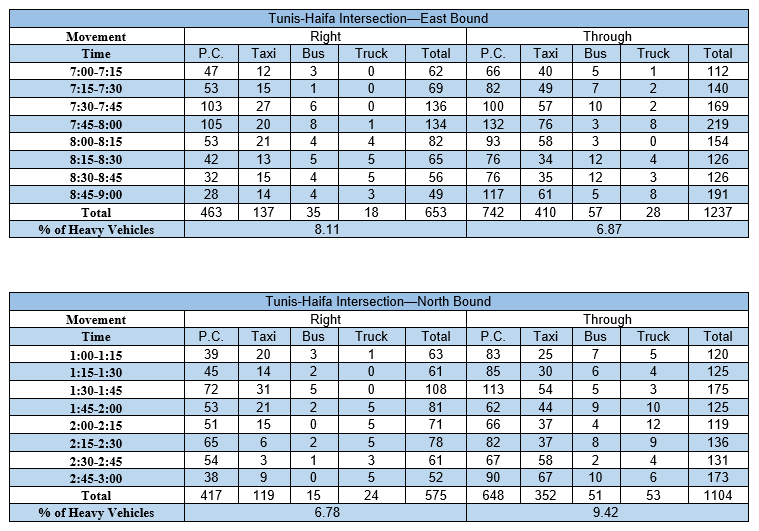 Tunis-Haifa Intersection—East Bound
Movement Right Through
Time P.C. Taxi Bus Truck Total P.C. Taxi Bus Truck Total
7:00-7:15 47 12 3 0 62 66 40 5 1 112
7:15-7:30 53 15 1 0 69 82 49 7 2 140
7:30-7:45 103 27 6 0 136 100 57 10 2 169
7:45-8:00 105 20 8 1 134 132 76 3 8 219
8:00-8:15 53 21 4 4 82 93 58 3 0 154
8:15-8:30 42 13 5 5 65 76 34 12 4 126
8:30-8:45 32 15 4 5 56 76 35 12 3 126
8:45-9:00 28 14 4 3 49 117 61 5 8 191
Total 463 137 35 18 653 742 410 57 28 1237
% of Heavy Vehicles 8.11 6.87
Tunis-Haifa Intersection—North Bound
Movement Right Through
Time P.C. Taxi Bus Truck Total P.C. Taxi Bus Truck Total
1:00-1:15 39 20 3 1 63 83 25 7 5 120
1:15-1:30 45 14 2 0 61 85 30 6 4 125
1:30-1:45 72 31 5 0 108 113 54 5 3 175
1:45-2:00 53 21 2 5 81 62 44 9 10 125
2:00-2:15 51 15 0 5 71 66 37 4 12 119
2:15-2:30 65 6 2 5 78 82 37 8 9 136
2:30-2:45 54 3 1 3 61 67 58 2 4 131
2:45-3:00 38 9 0 5 52 90 67 10 6 173
Total 417 119 15 24 575 648 352 51 53 1104
% of Heavy Vehicles 6.78 9.42